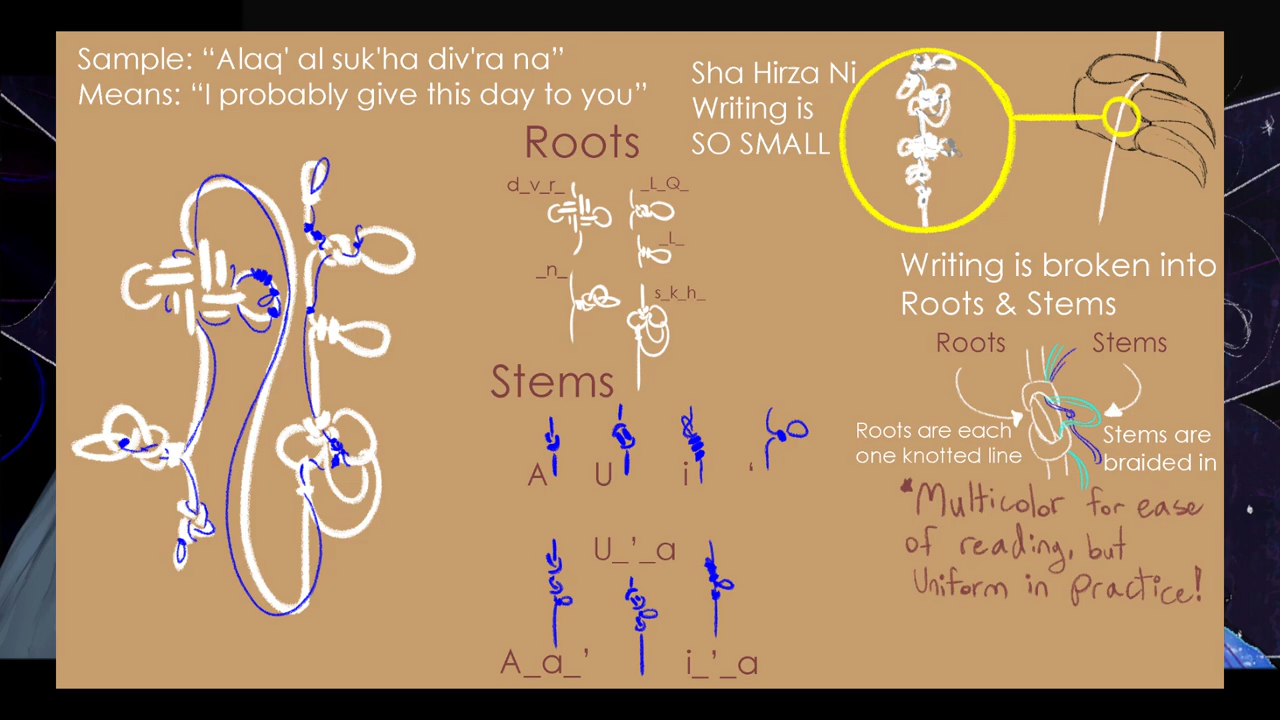 Sample: “Alaq' al suk'ha div'ra na”
Means: “I probably give this day to you”
Roots
d_v_r_
_L_Q_
_L_
_n_
s_k_h_
Stems
A
U
i
‘
U_’_a
A_a_’
i_’_a
Sha Hirza Ni
Writing is
SO SMALL
Writing is broken into
Roots & Stems
Roots
Stems
Roots are each
one knotted line
Stems are
braided in
*Multicolor for ease
of reading, but
Uniform in practice!